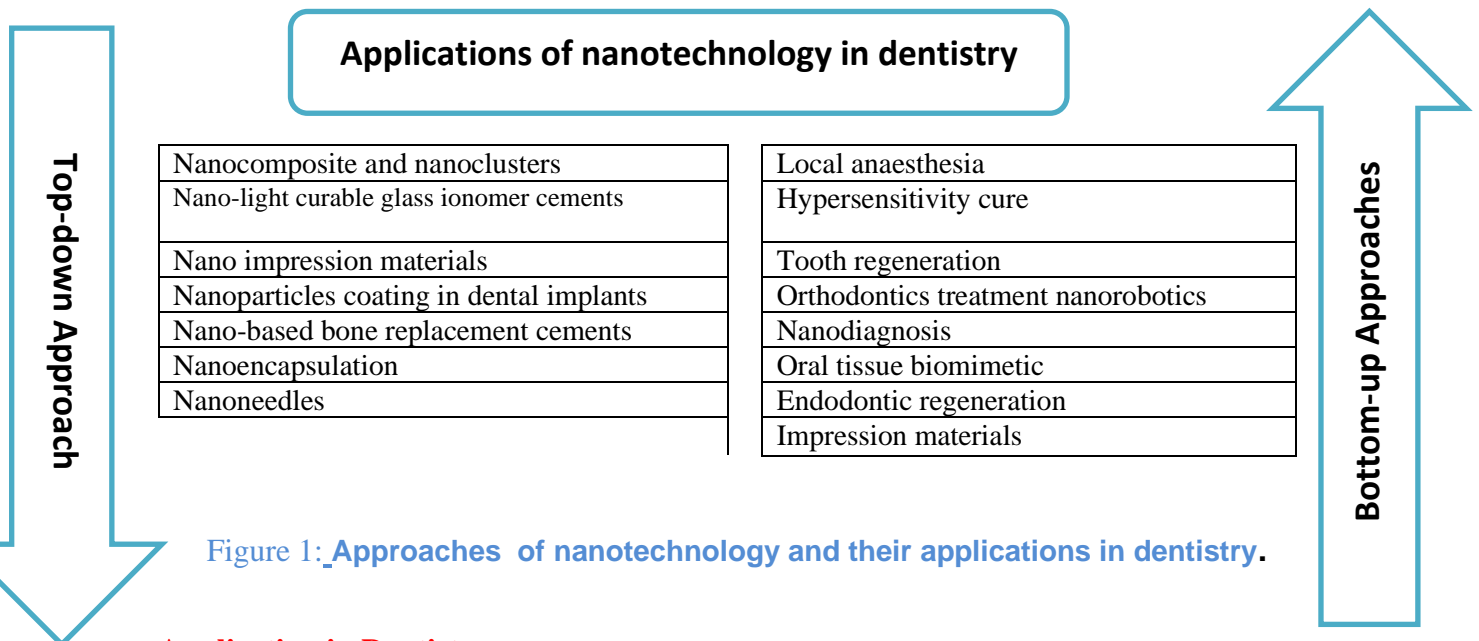 Applications of nanotechnology in dentistry
Top-down Approach
Nanocomposite and nanoclusters
Nano-light curable glass ionomer cements
Nano impression materials
Nanoparticles coating in dental implants
Nano-based bone replacement cements
Nanoencapsulation
Nanoneedles
Local anaesthesia
Hypersensitivity cure
Tooth regeneration
Orthodontics treatment nanorobotics
Nanodiagnosis
Oral tissue biomimetic
Endodontic regeneration
Impression materials
Bottom-up Approaches
Figure 1: Approaches of nanotechnology and their applications in dentistry.